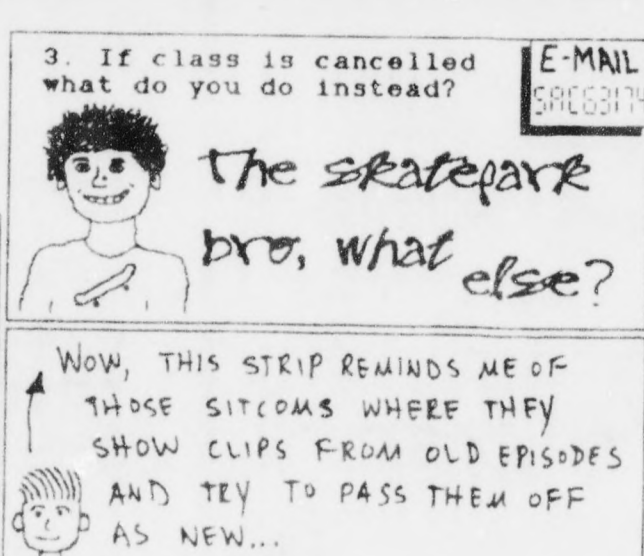 3. If class is cancelled
what do you do instead?
E-MAIL
SAC63174
The skatepark
bro, what else?
WOW, THIS STRIP REMINDS ME OF
THOSE SITCOMS WHERE THEY
SHOW CLIPS FROM OLD EPISODES
AND TRY TO PASS THEM OFF
AS NEW...